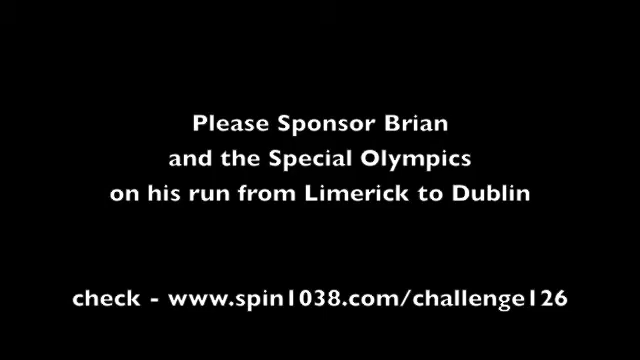 Please Sponsor Brian
and the Special Olympics
on his run from Limerick to Dublin
check - www.spin1038.com/challenge126